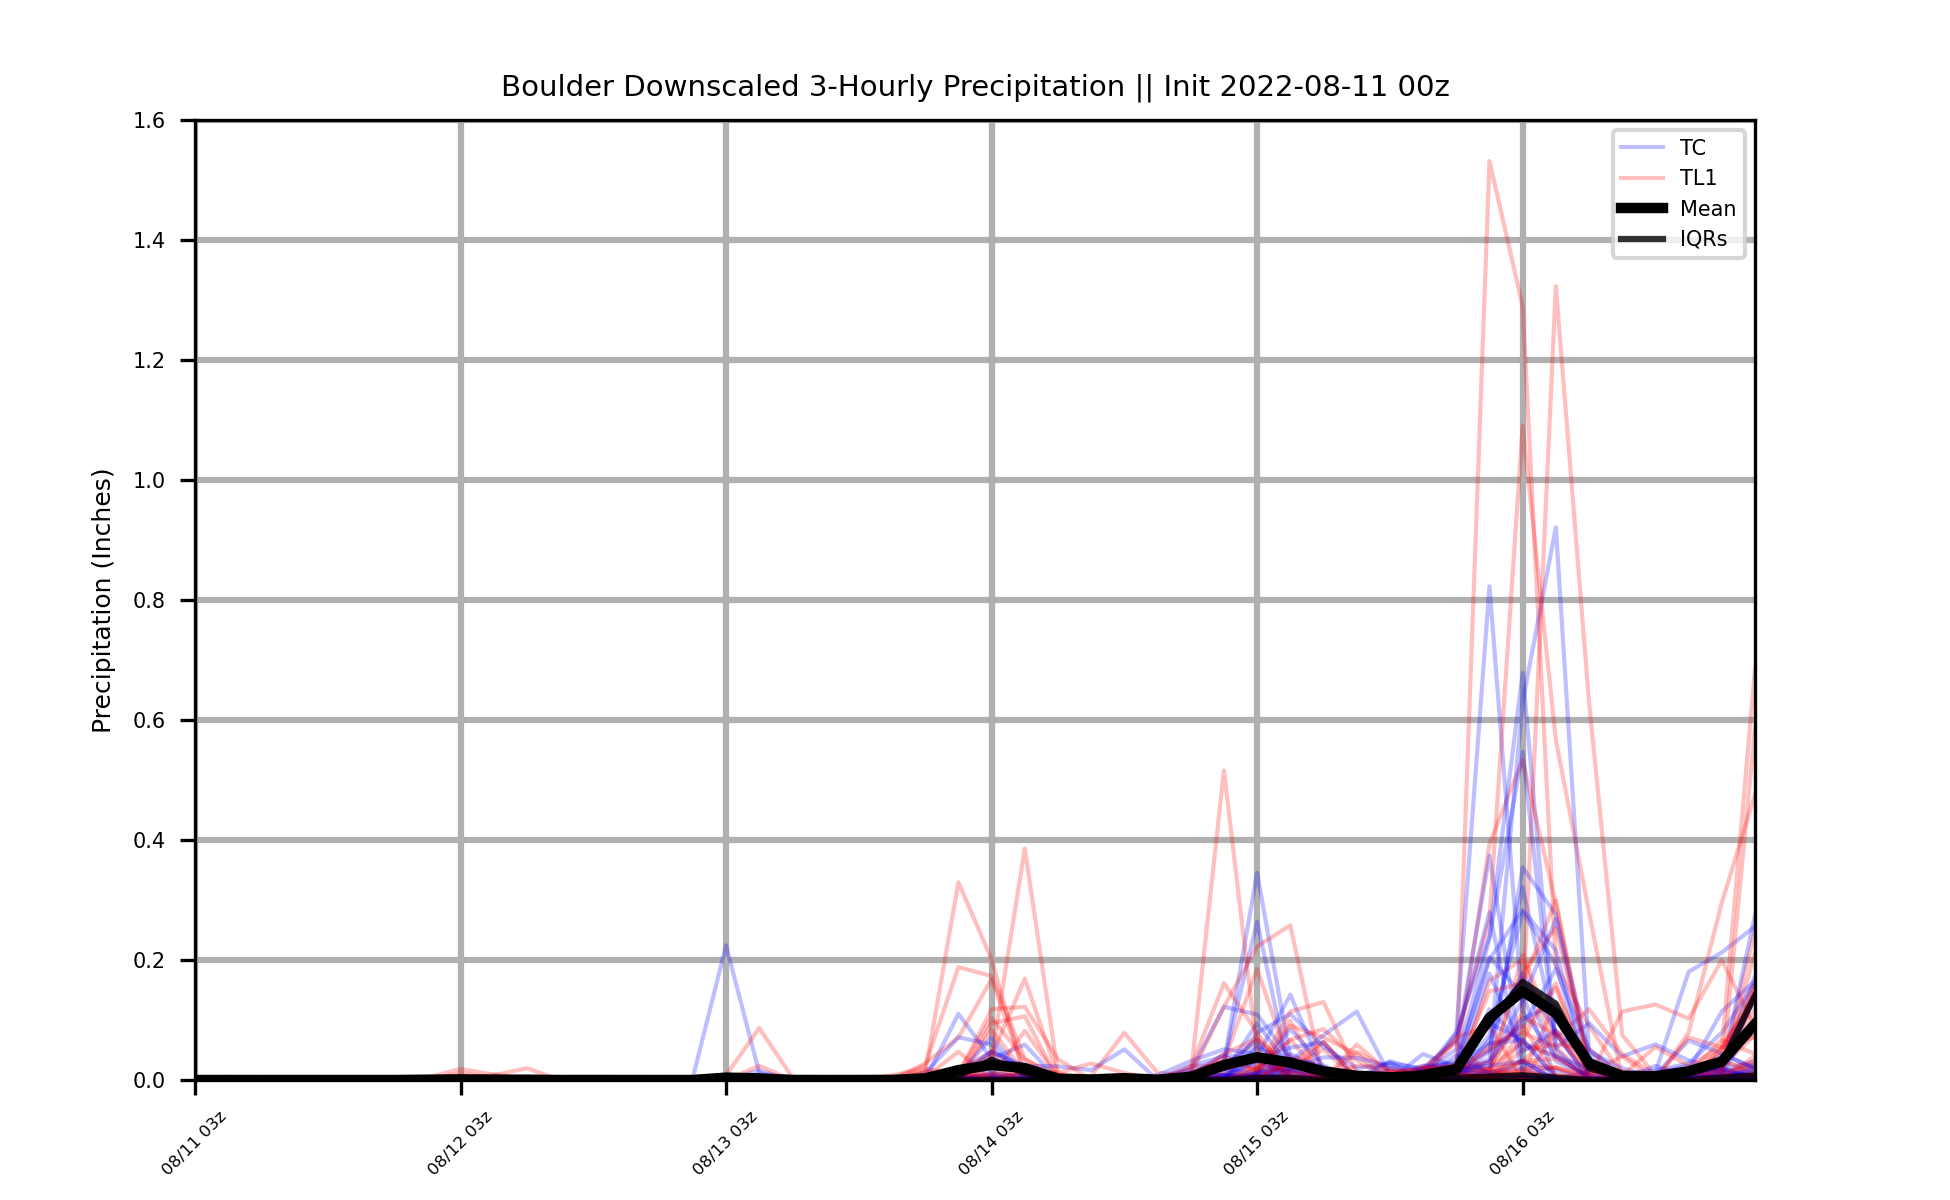 Boulder Downscaled 3-Hourly Precipitation || Init 2022-08-11 00z
TC
TL1
Mean
IQRs
Precipitation (Inches)
1.6
1.4
1.2
1.0
0.8
0.6
0.4
0.2
0.0
08/11 03z
08/12 03z
08/13 03z
08/14 03z
08/15 03z
08/16 03z